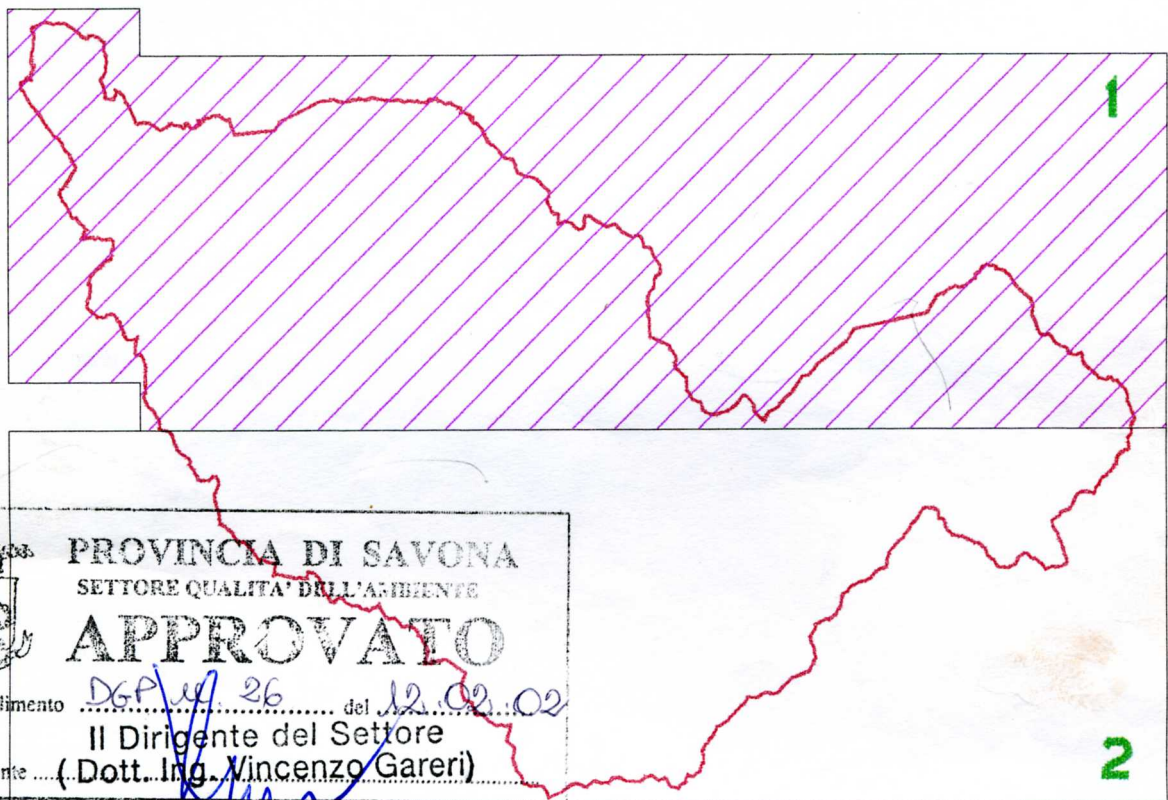 1
PROVINCIA DI SAVONA
SETTORE QUALITA' DELL'AMBIENTE
APPROVATO
DGP N. 26 del 12.02.02
Il Dirigente del Settore
(Dott. Ing. Vincenzo Gareri)
2